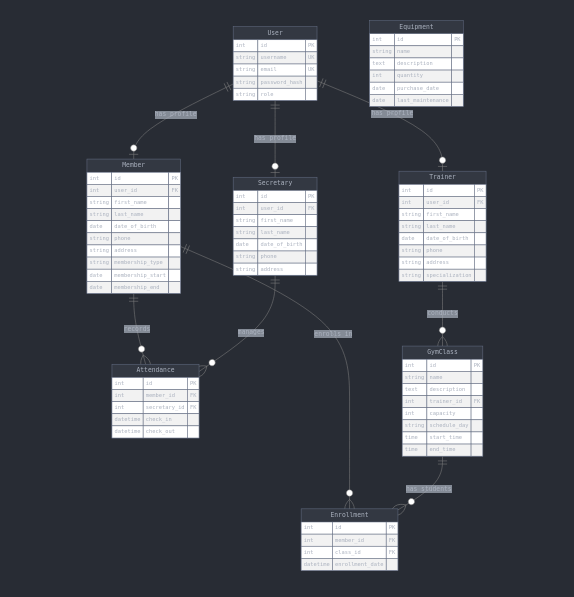 User
int id PK
string username UK
string email UK
string password_hash
string role
Equipment
int id PK
string name
text description
int quantity
date purchase_date
date last_maintenance
has_profile
has_profile
has_profile
Member
int id PK
int user_id FK
string first_name
string last_name
date date_of_birth
string phone
string address
string membership_type
date membership_start
date membership_end
Secretary
int id PK
int user_id FK
string first_name
string last_name
date date_of_birth
string phone
string address
Trainer
int id PK
int user_id FK
string first_name
string last_name
date date_of_birth
string phone
string address
string specialization
records
manages
enrolls_in
conducts
Attendance
int id PK
int member_id FK
int secretary_id FK
datetime check_in
datetime check_out
GymClass
int id PK
string name
text description
int trainer_id FK
int capacity
string schedule_day
time start_time
time end_time
has_students
Enrollment
int id PK
int member_id FK
int class_id FK
datetime enrollment_date